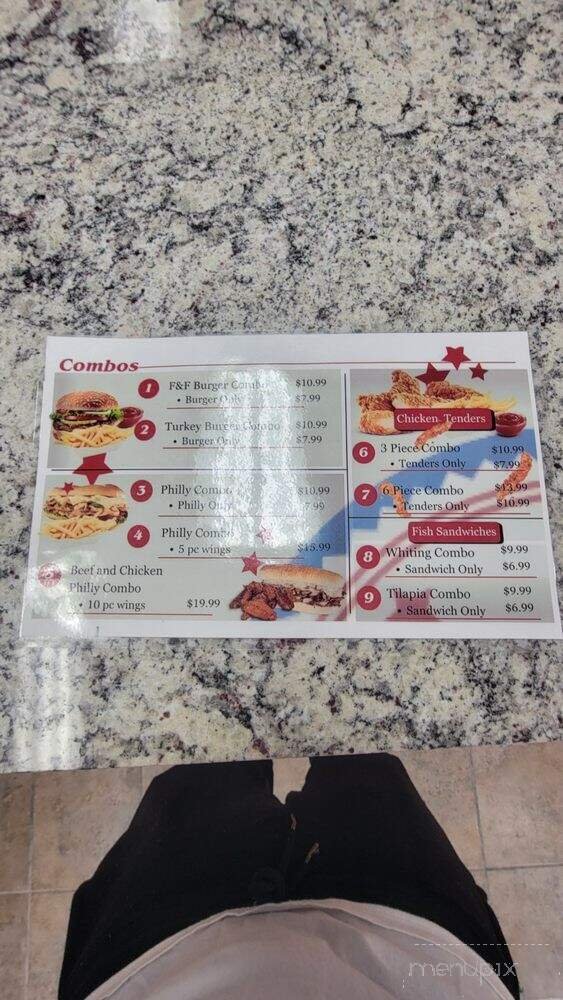 Combos
1 F&F Burger Combo $10.99
• Burger Only $7.99
2 Turkey Burger Combo $10.99
• Burger Only $7.99
3 Philly Combo $10.99
• Philly Only 7.99
4 Philly Combo
• 5 pc wings $15.99
5 Beef and Chicken
Philly Combo
• 10 pc wings $19.99
Chicken Tenders
6 3 Piece Combo $10.99
• Tenders Only $7.99
7 6 Piece Combo $13.99
• Tenders Only $10.99
Fish Sandwiches
8 Whiting Combo $9.99
• Sandwich Only $6.99
9 Tilapia Combo $9.99
• Sandwich Only $6.99
menupix